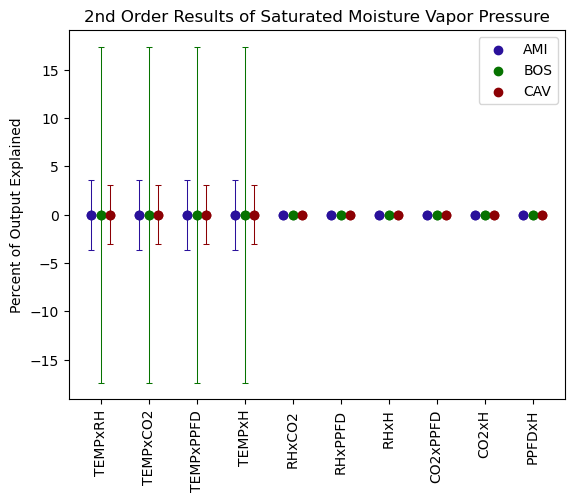 2nd Order Results of Saturated Moisture Vapor Pressure
AMI
BOS
CAV
Percent of Output Explained
15
10
5
0
−5
−10
−15
TEMPxRH
TEMPxCO2
TEMPxPPFD
TEMPxH
RHxCO2
RHxPPFD
RHxH
CO2xPPFD
CO2xH
PPFDxH